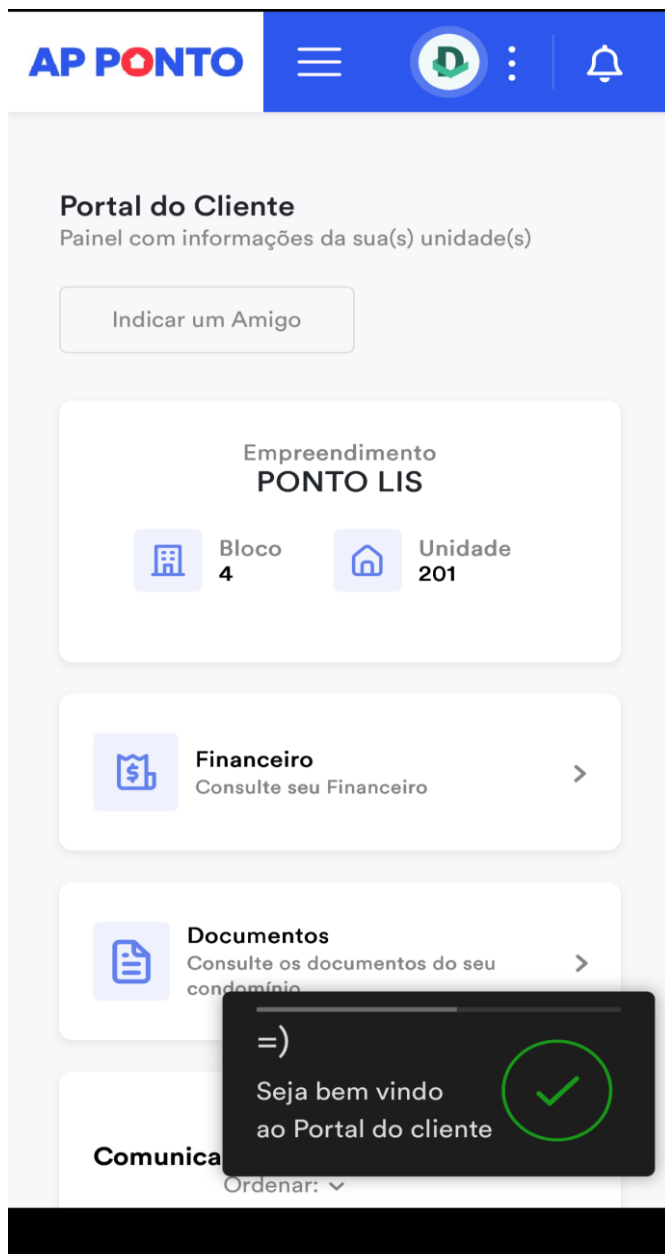 AP PONTO
Portal do Cliente
Painel com informações da sua(s) unidade(s)
Indicar um Amigo
Empreendimento
PONTO LIS
Bloco
4
Unidade
201
Financeiro
Consulte seu Financeiro
Documentos
Consulte os documentos do seu
condomínio
=)
Seja bem vindo
ao Portal do cliente
Comunica
Ordenar: